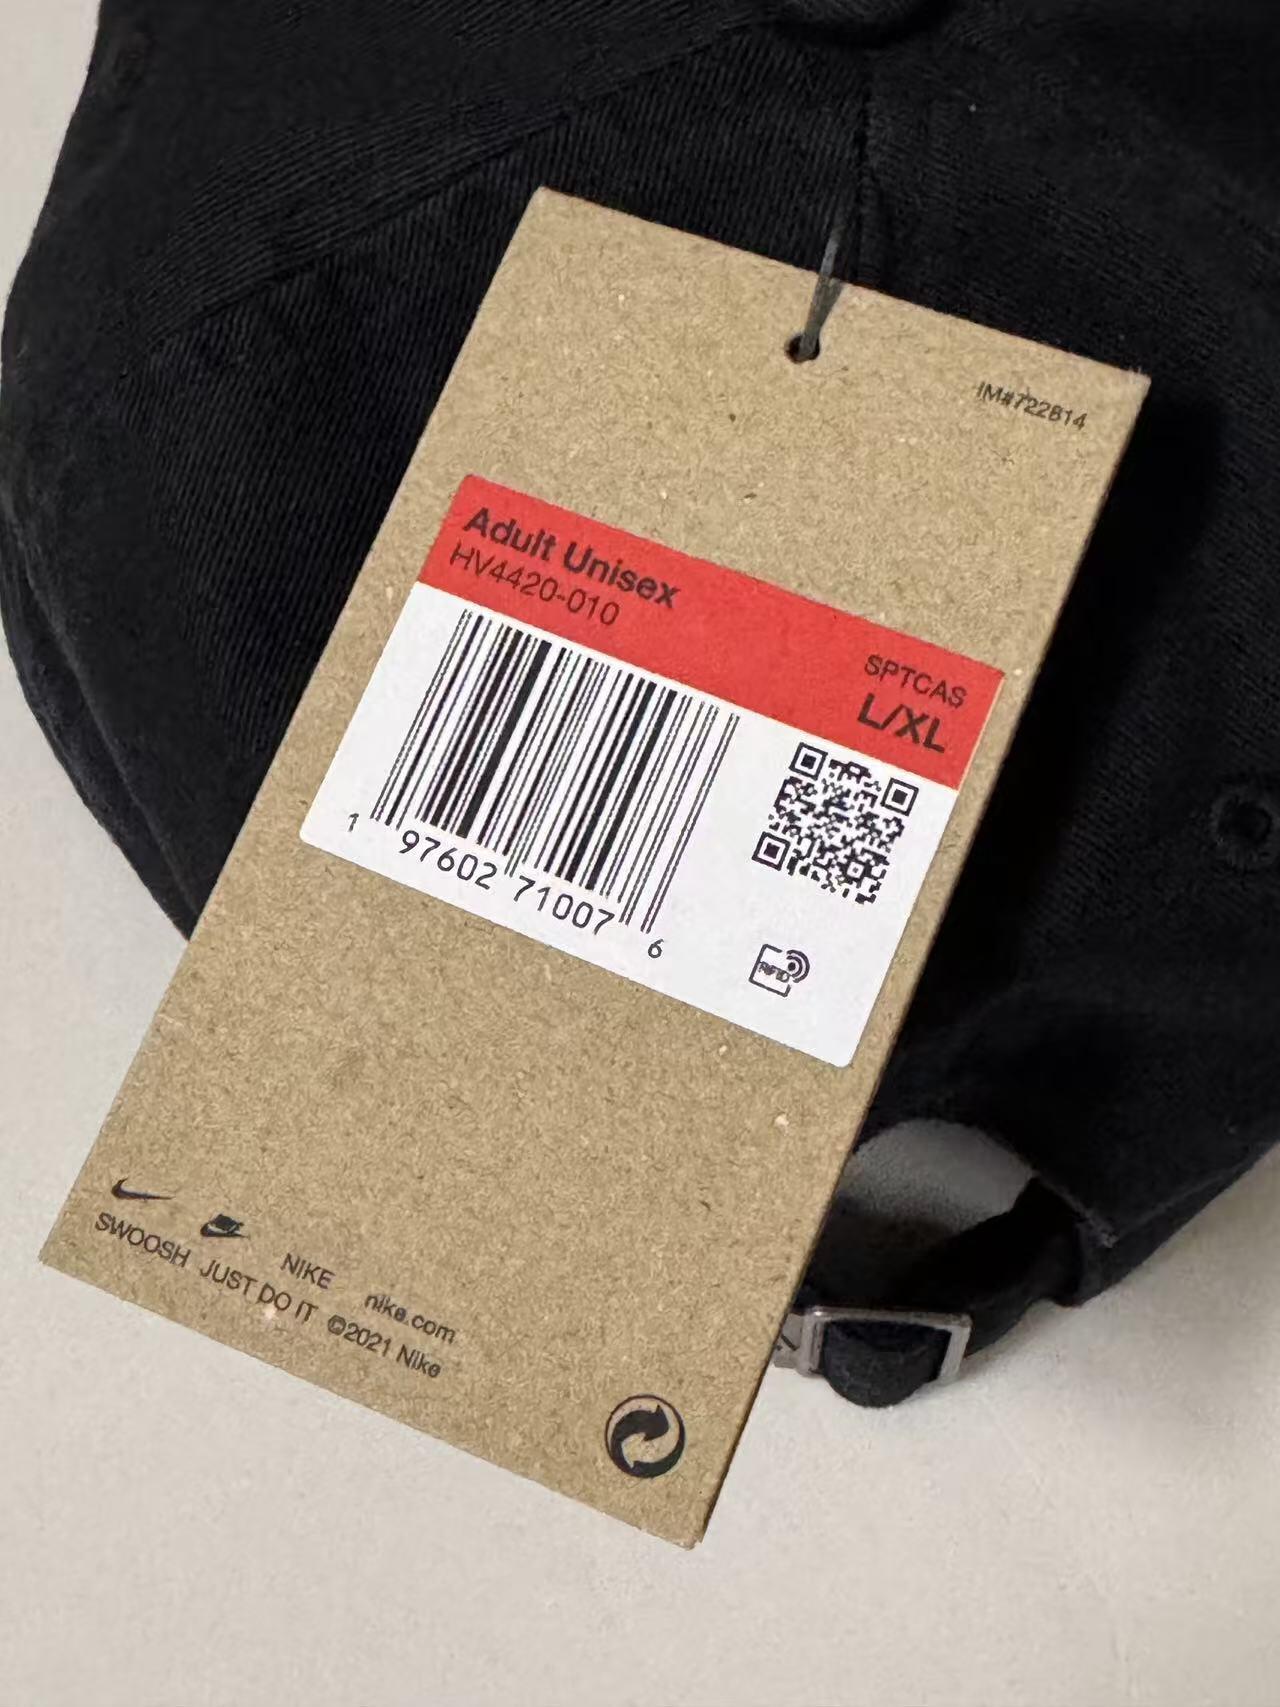 IM#722814
Adult Unisex
HV4420-010
SPTCAS
L/XL
1 97602 71007 6
RFID
NIKE nike.com
SWOOSH JUST DO IT ©2021 Nike